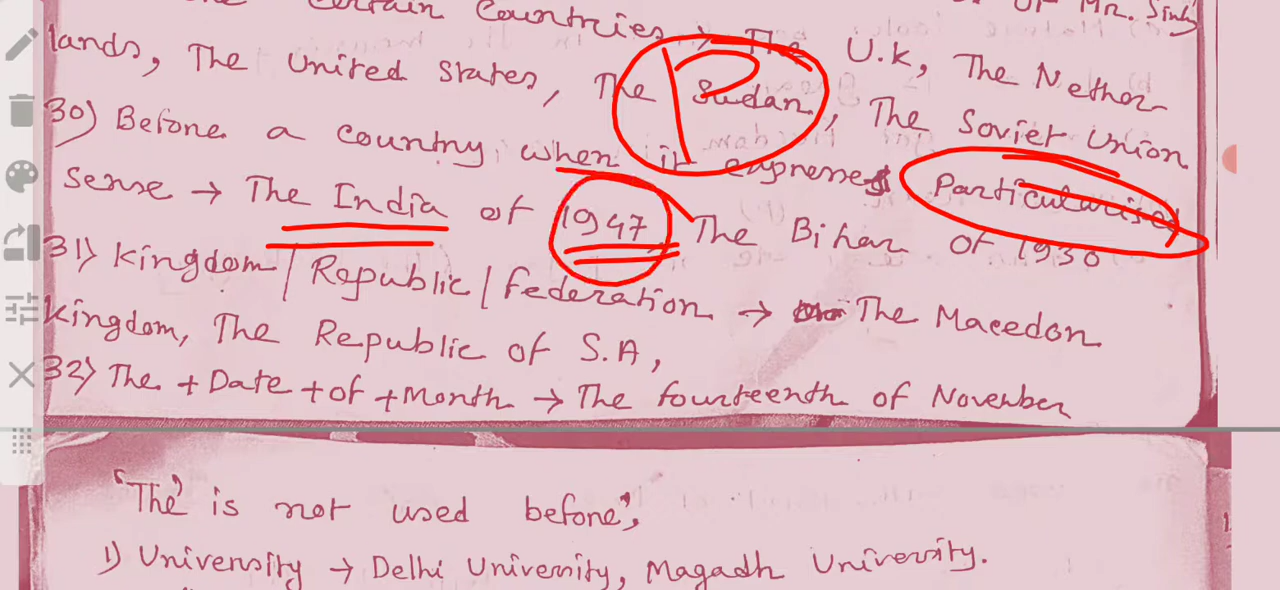 Certain Countries → The U.K, The Nether
lands, The United States, The Sudan, The Soviet Union
30) Before a country when it expresses Particularised
sense → The India of 1947 The Bihar of 1930
31) Kingdom / Republic / Federation → The Macedon
Kingdom, The Republic of S.A,
32) The + Date + of + Month → The fourteenth of November
'The' is not used before',
1) University → Delhi University, Magadh University.
P